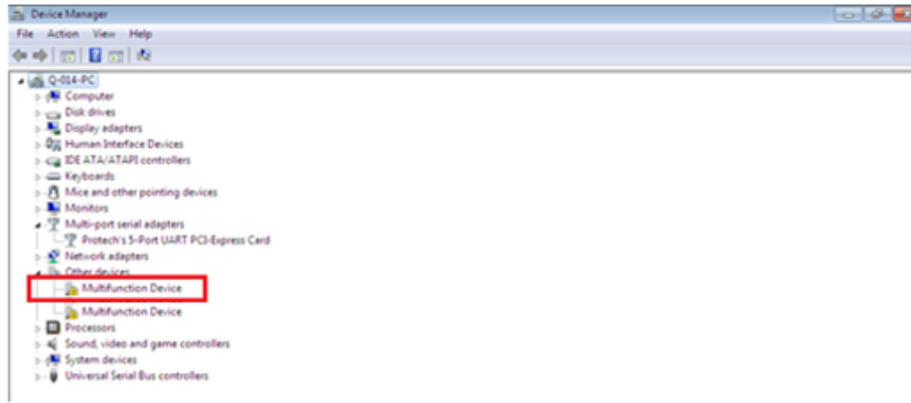 Device Manager
File Action View Help
Q-014-PC
Computer
Disk drives
Display adapters
Human Interface Devices
IDE ATA/ATAPI controllers
Keyboards
Mice and other pointing devices
Monitors
Multi-port serial adapters
Protech's 5-Port UART PCI-Express Card
Network adapters
Other devices
Multifunction Device
Multifunction Device
Processors
Sound, video and game controllers
System devices
Universal Serial Bus controllers